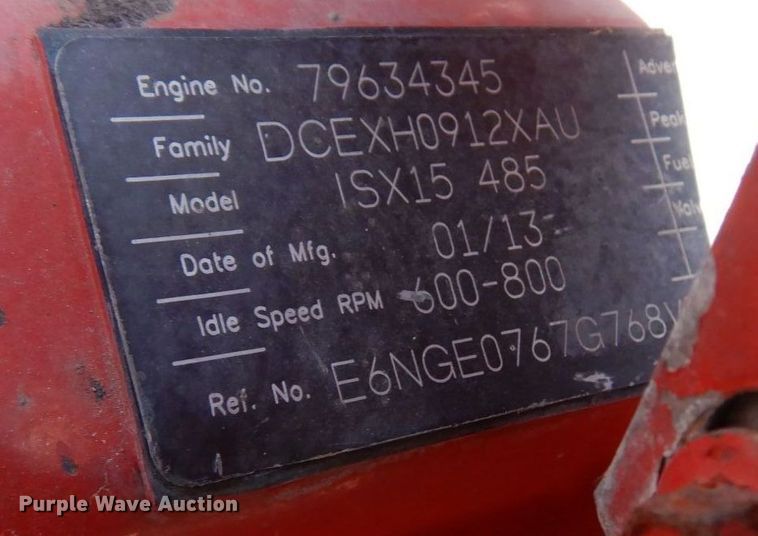 Engine No. 79634345
Family DCEXH0912XAU
Model ISX15 485
Date of Mfg. 01/13
Idle Speed RPM 600-800
Ref. No. E6NGE0767G768
Purple Wave Auction